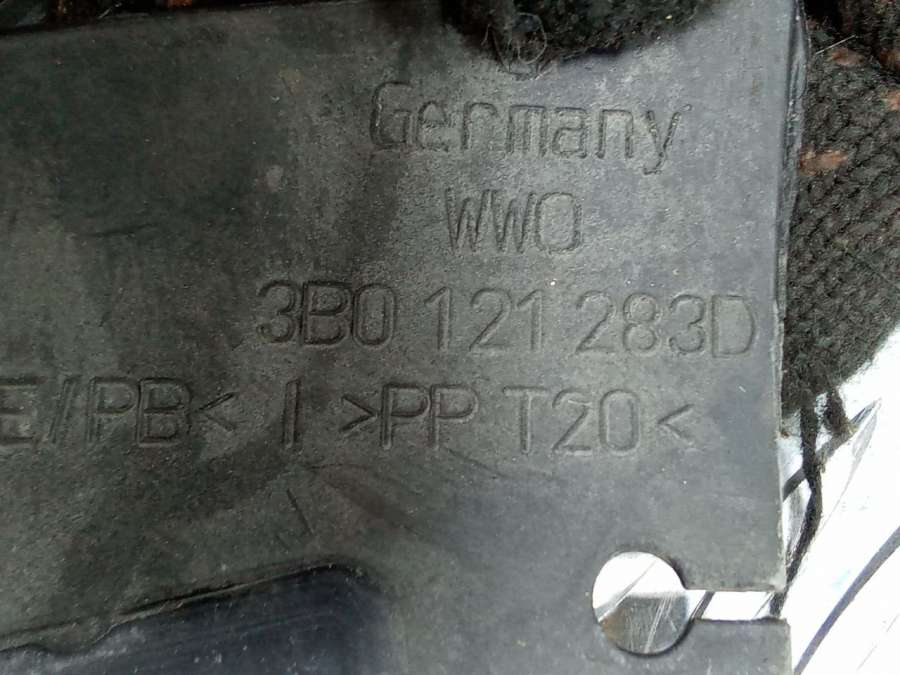 Germany
WWO
3B0 121 283D
E/PB< / >PP T20<